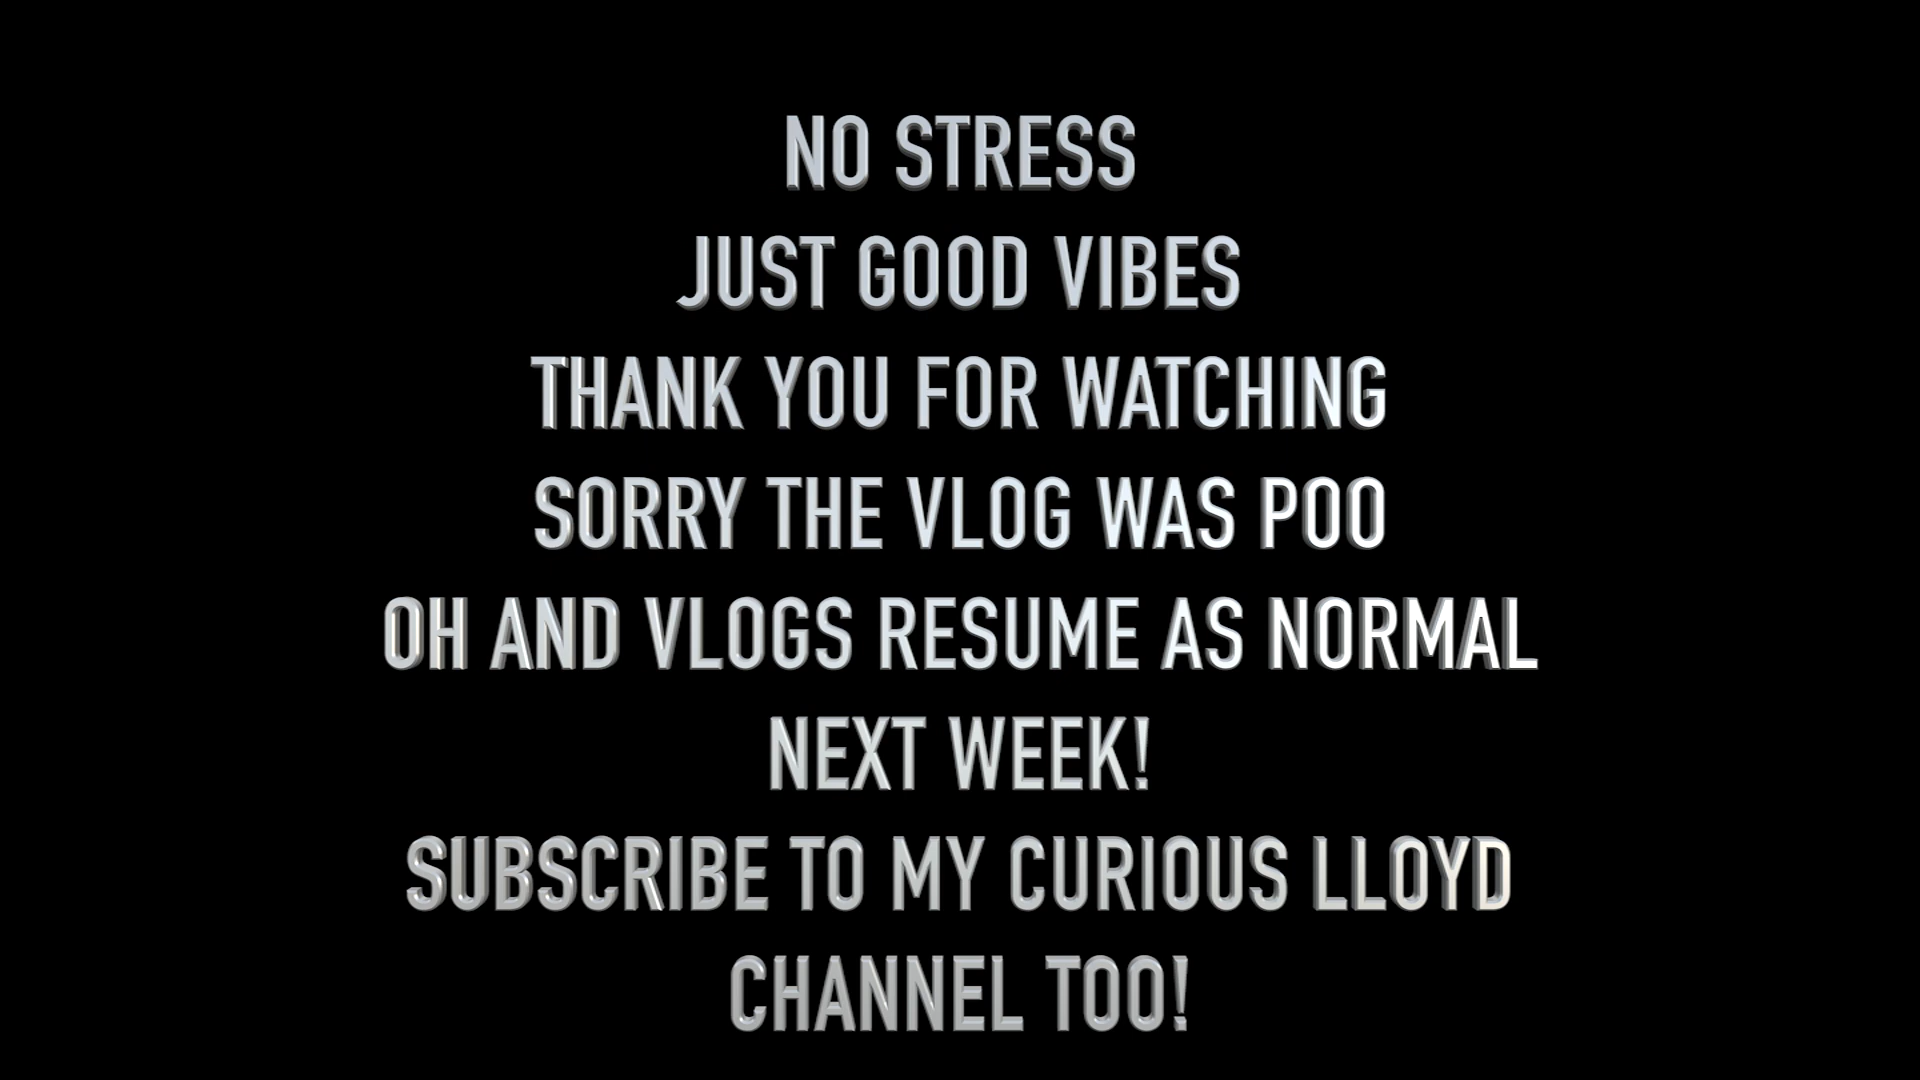 NO STRESS
JUST GOOD VIBES
THANK YOU FOR WATCHING
SORRY THE VLOG WAS POO
OH AND VLOGS RESUME AS NORMAL
NEXT WEEK!
SUBSCRIBE TO MY CURIOUS LLOYD
CHANNEL TOO!